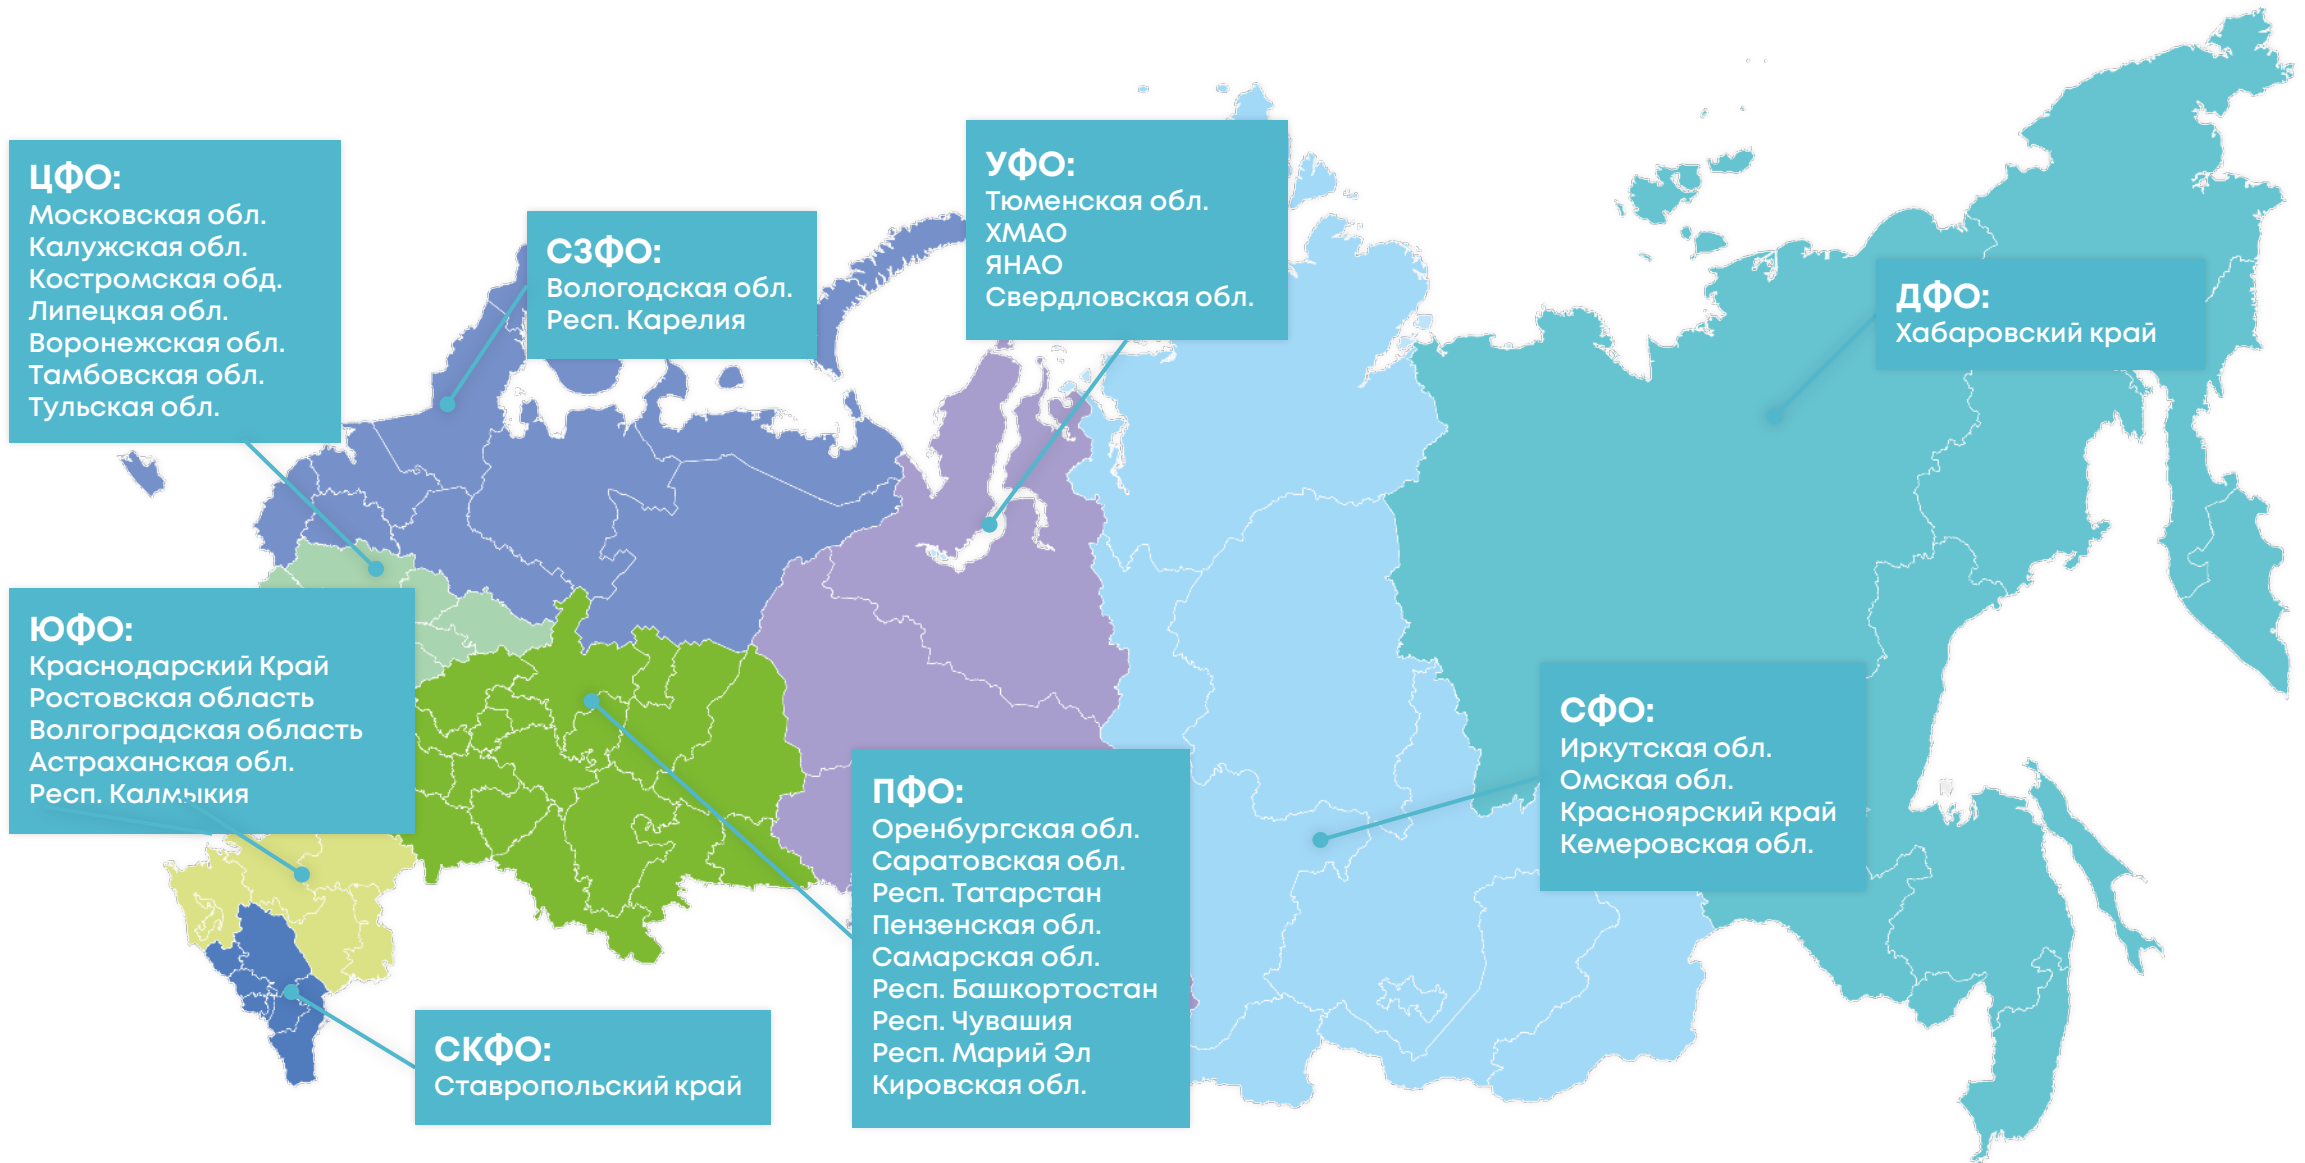 ЦФО:
Московская обл.
Калужская обл.
Костромская обд.
Липецкая обл.
Воронежская обл.
Тамбовская обл.
Тульская обл.
СЗФО:
Вологодская обл.
Респ. Карелия
УФО:
Тюменская обл.
ХМАО
ЯНАО
Свердловская обл.
ДФО:
Хабаровский край
ЮФО:
Краснодарский Край
Ростовская область
Волгоградская область
Астраханская обл.
Респ. Калмыкия
СФО:
Иркутская обл.
Омская обл.
Красноярский край
Кемеровская обл.
ПФО:
Оренбургская обл.
Саратовская обл.
Респ. Татарстан
Пензенская обл.
Самарская обл.
Респ. Башкортостан
Респ. Чувашия
Респ. Марий Эл
Кировская обл.
СКФО:
Ставропольский край